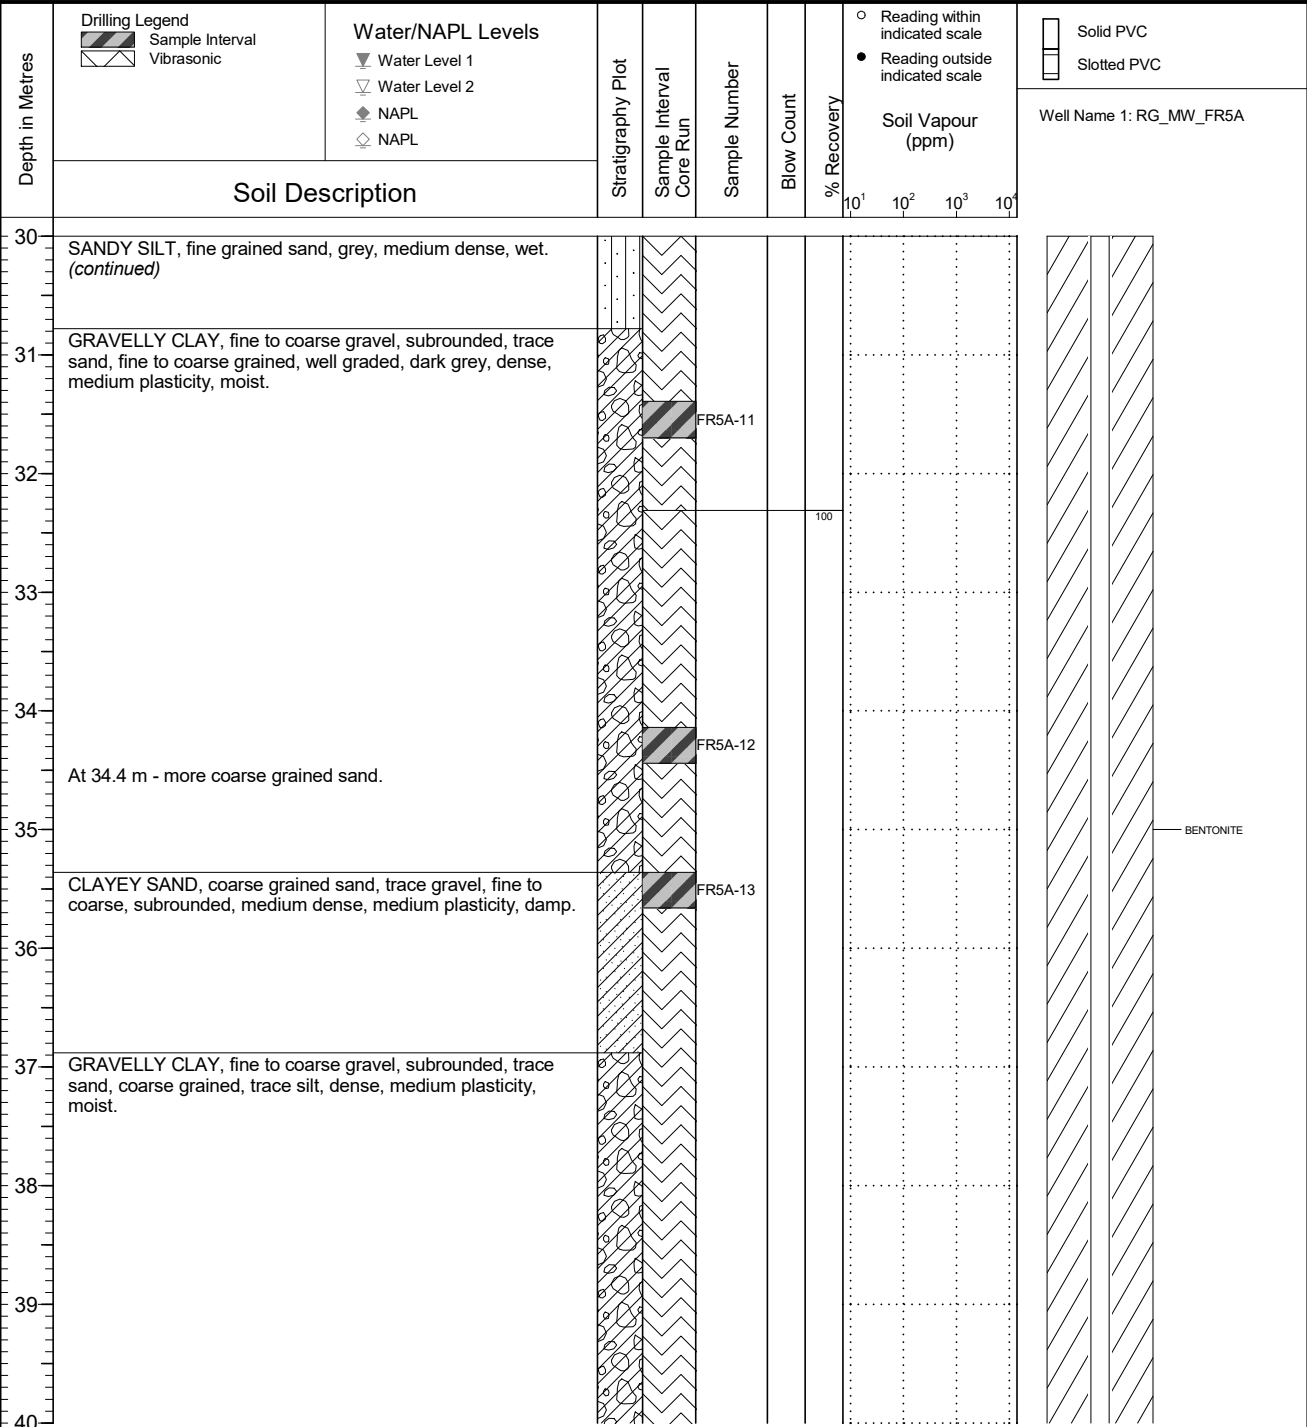 Depth in Metres
Drilling Legend
Sample Interval
Vibrasonic
Water/NAPL Levels
Water Level 1
Water Level 2
NAPL
NAPL
Soil Description
Stratigraphy Plot
Sample Interval
Core Run
Sample Number
Blow Count
% Recovery
Reading within
indicated scale
Reading outside
indicated scale
Soil Vapour
(ppm)
10¹ 10² 10³ 10⁴
Solid PVC
Slotted PVC
Well Name 1: RG_MW_FR5A
30
SANDY SILT, fine grained sand, grey, medium dense, wet.
(continued)
GRAVELLY CLAY, fine to coarse gravel, subrounded, trace
31
sand, fine to coarse grained, well graded, dark grey, dense,
medium plasticity, moist.
FR5A-11
32
100
33
34
FR5A-12
At 34.4 m - more coarse grained sand.
35
BENTONITE
CLAYEY SAND, coarse grained sand, trace gravel, fine to
coarse, subrounded, medium dense, medium plasticity, damp.
FR5A-13
36
37
GRAVELLY CLAY, fine to coarse gravel, subrounded, trace
sand, coarse grained, trace silt, dense, medium plasticity,
moist.
38
39
40